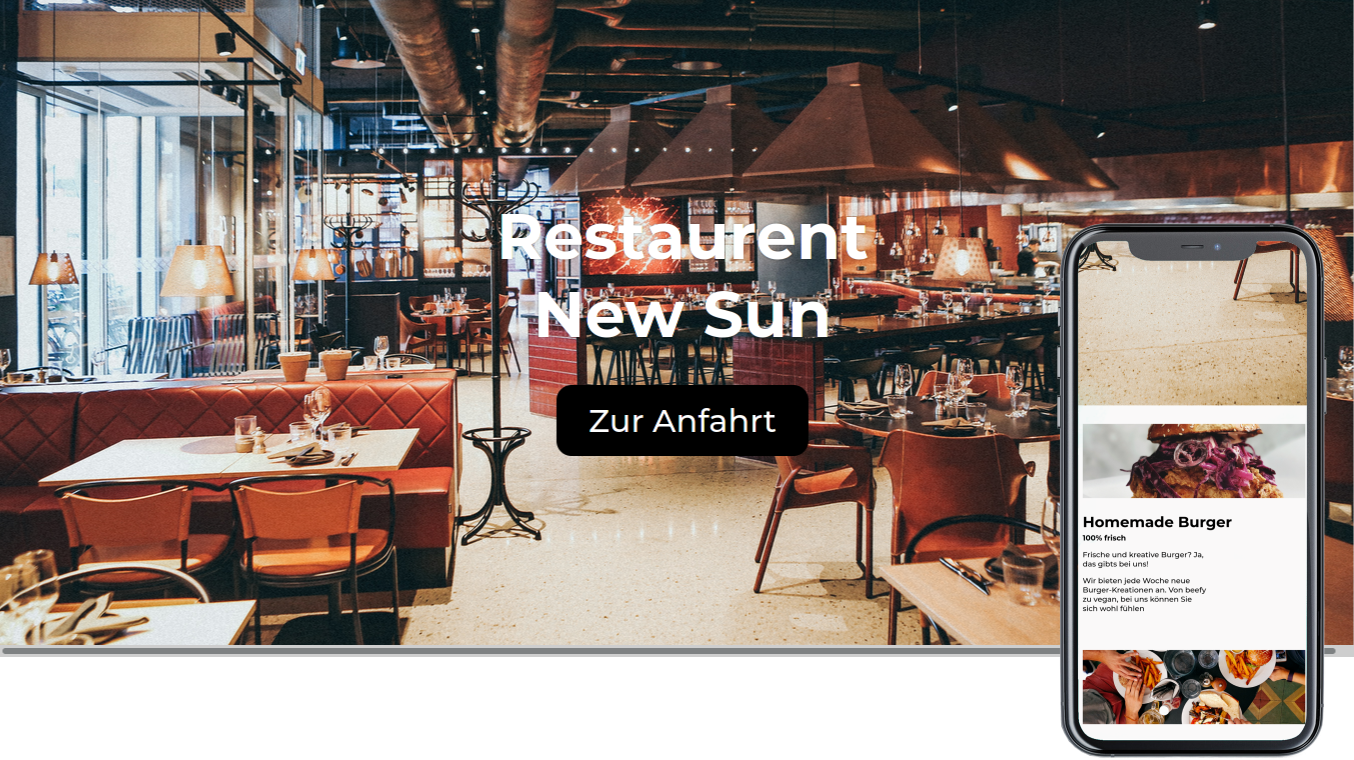 Restaurent
New Sun
Zur Anfahrt
Homemade Burger
100% frisch
Frische und kreative Burger? Ja,
das gibts bei uns!
Wir bieten jede Woche neue
Burger-Kreationen an. Von beefy
zu vegan, bei uns können Sie
sich wohl fühlen